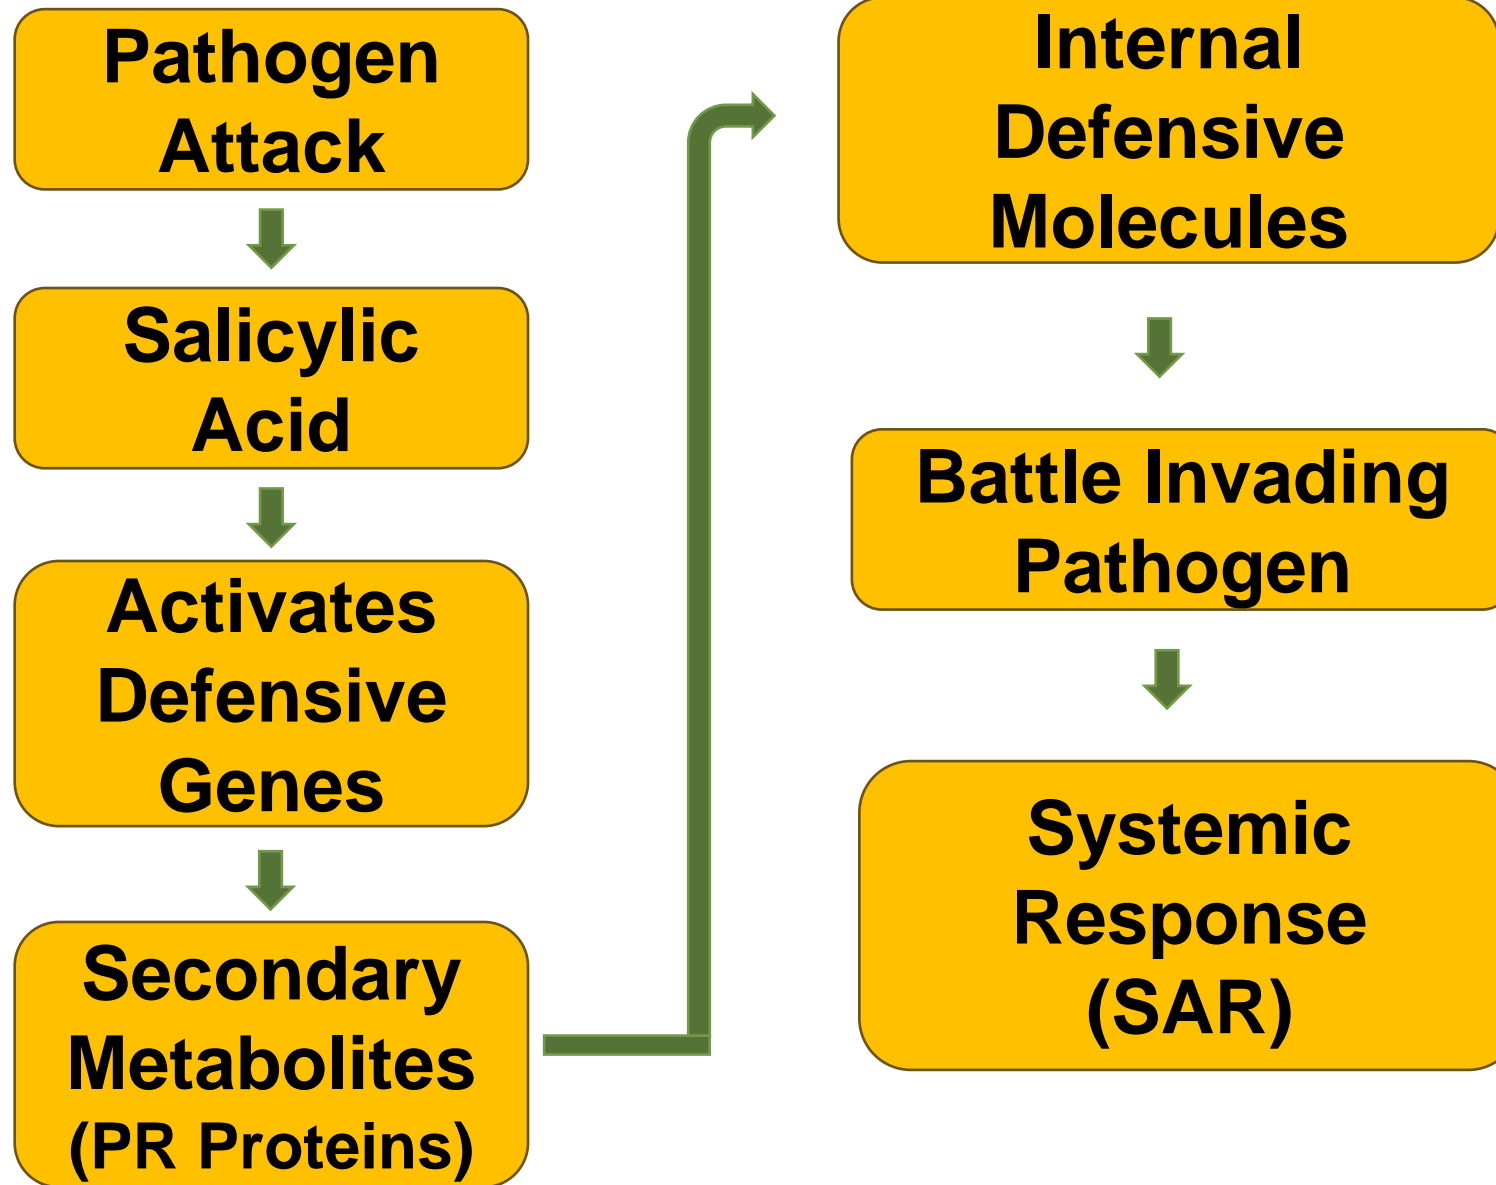 Pathogen
Attack
Salicylic
Acid
Activates
Defensive
Genes
Secondary
Metabolites
(PR Proteins)
Internal
Defensive
Molecules
Battle Invading
Pathogen
Systemic
Response
(SAR)